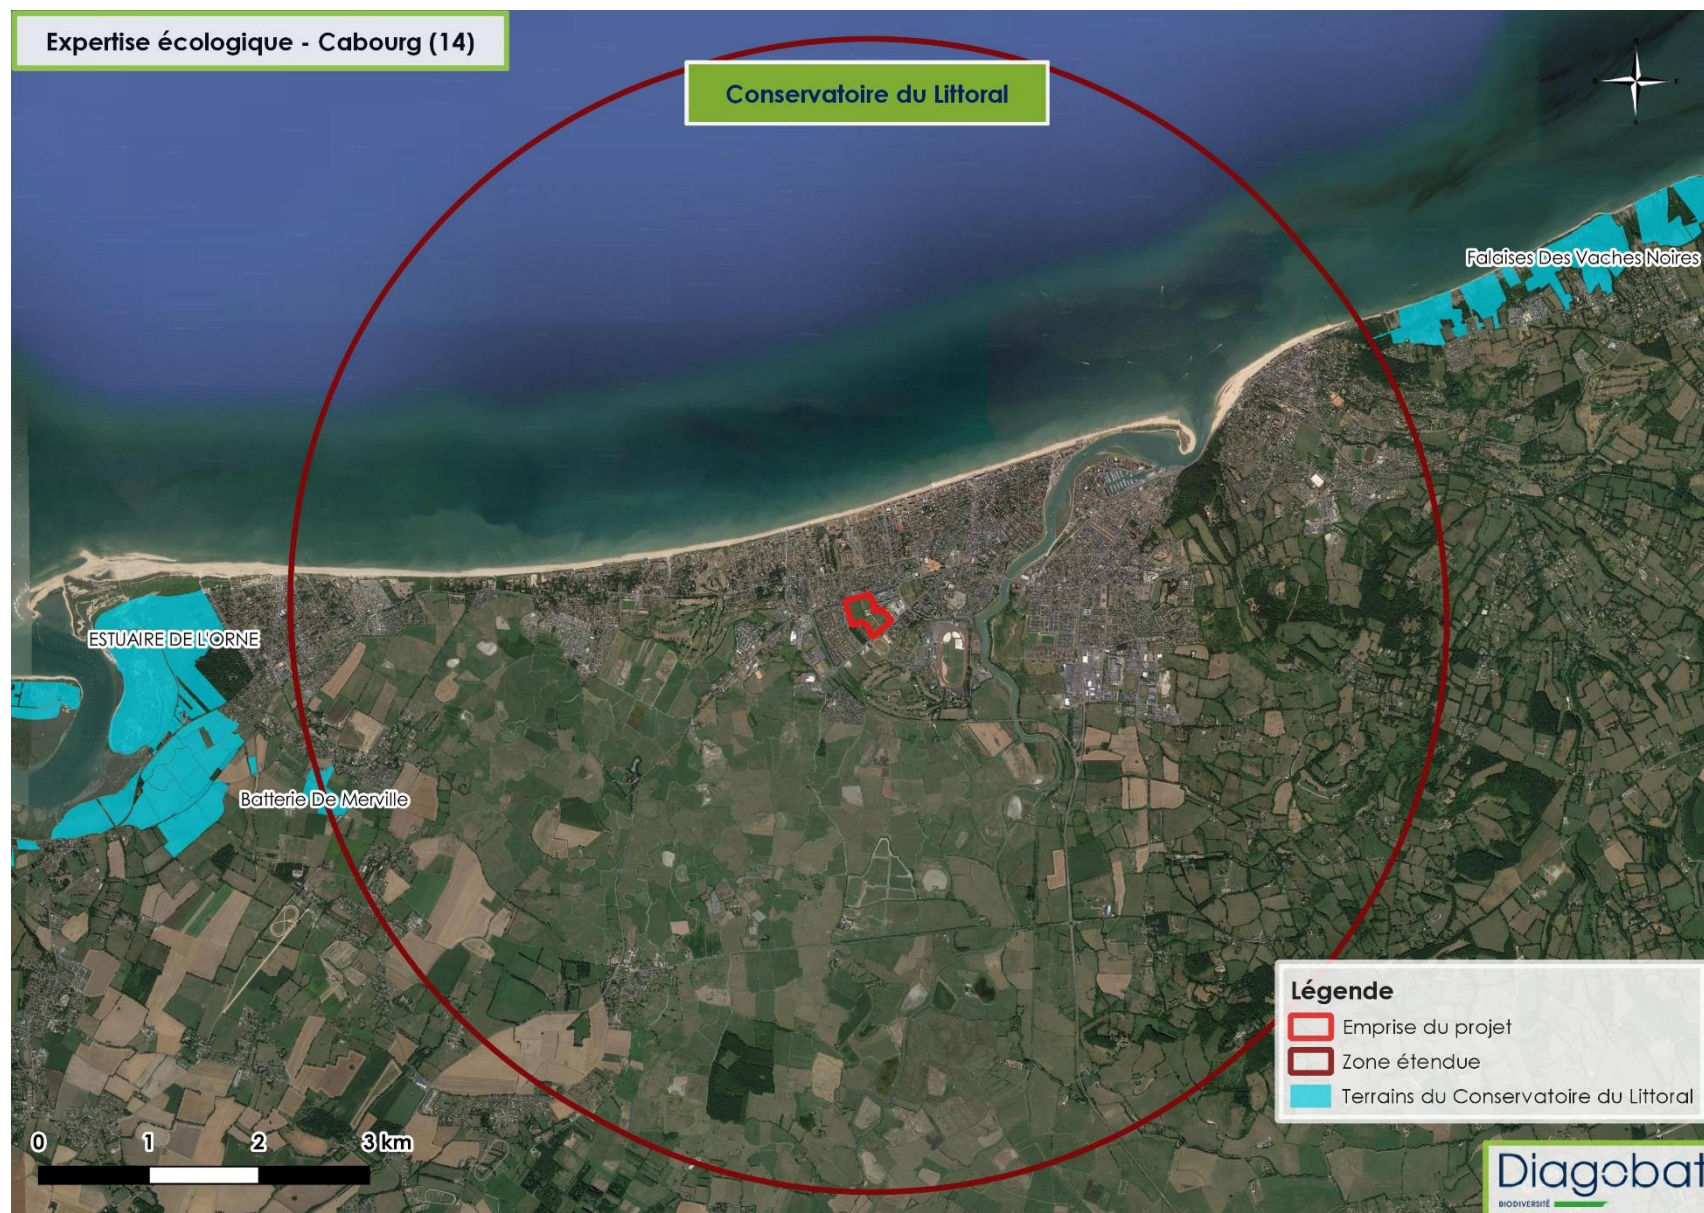 Expertise écologique - Cabourg (14)
Conservatoire du Littoral
Falaises Des Vaches Noires
ESTUAIRE DE L'ORNE
Batterie De Merville
Légende
Emprise du projet
Zone étendue
Terrains du Conservatoire du Littoral
0 1 2 3 km
Diagobat
BIODIVERSITÉ